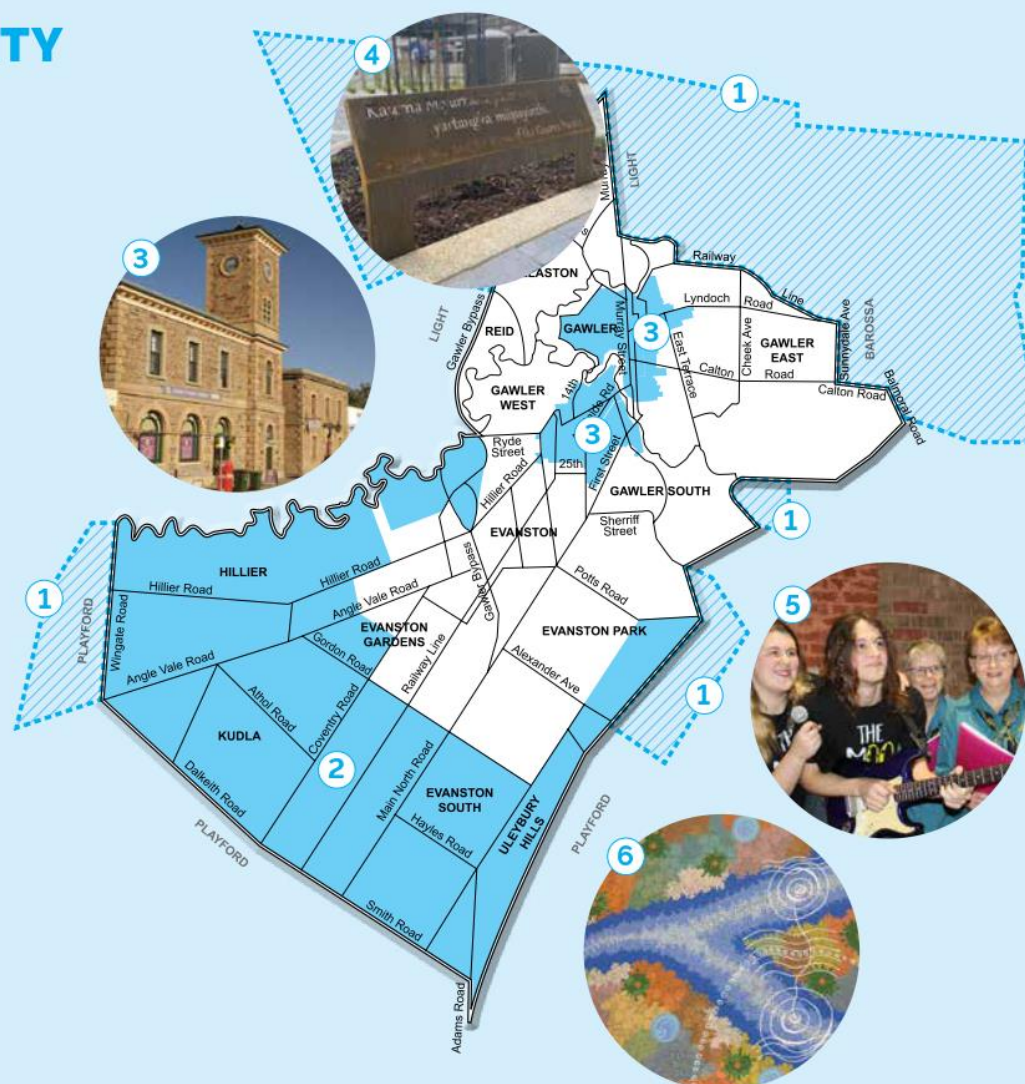 TY
4
1
Kaurna M
yartangka
LIGHT
Murray
3
Railway
Line
LIGHT
Gawler Bypass
REID
GAWLER
Murray Street
3
Lyndoch Road
Cheek Ave
GAWLER
EAST
Sunnydale Ave
BAROSSA
East Terrace
Calton Road
Calton Road
Balmoral Road
GAWLER
WEST
14th
3
Ryde
Street
25th
First Street
Hillier Road
GAWLER SOUTH
EVANSTON
Sherriff
Street
1
HILLIER
Hillier Road
Hillier Road
1
PLAYFORD
Wingate Road
Gawler Bypass
Angle Vale Road
EVANSTON
GARDENS
Potts Road
EVANSTON PARK
5
THE
1
Angle Vale Road
Gordon Road
Railway Line
Alexander Ave
Athol Road
Coventry Road
KUDLA
2
Main North Road
EVANSTON
SOUTH
Dalkeith Road
Hayles Road
ULEYBURY
HILLS
PLAYFORD
PLAYFORD
6
Smith Road
Adams Road